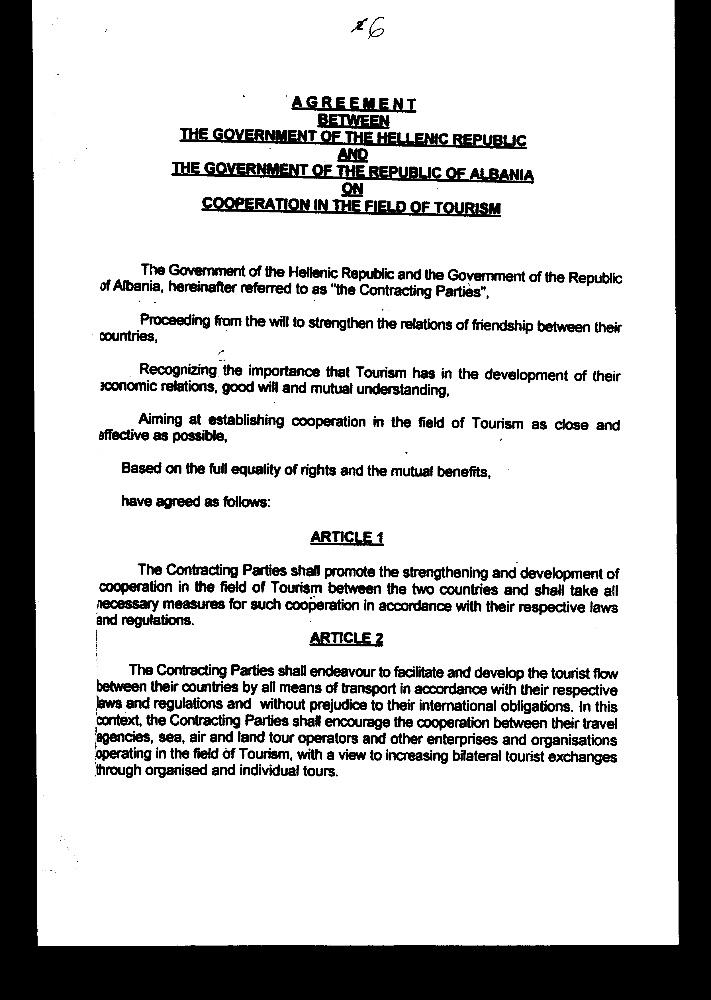 2 6
A G R E E M E N T
BETWEEN
THE GOVERNMENT OF THE HELLENIC REPUBLIC
AND
THE GOVERNMENT OF THE REPUBLIC OF ALBANIA
ON
COOPERATION IN THE FIELD OF TOURISM
The Government of the Hellenic Republic and the Government of the Republic
of Albania, hereinafter referred to as "the Contracting Parties",
Proceeding from the will to strengthen the relations of friendship between their
countries,
Recognizing the importance that Tourism has in the development of their
economic relations, good will and mutual understanding,
Aiming at establishing cooperation in the field of Tourism as close and
effective as possible,
Based on the full equality of rights and the mutual benefits,
have agreed as follows:
ARTICLE 1
The Contracting Parties shall promote the strengthening and development of
cooperation in the field of Tourism between the two countries and shall take all
necessary measures for such cooperation in accordance with their respective laws
and regulations.
ARTICLE 2
The Contracting Parties shall endeavour to facilitate and develop the tourist flow
between their countries by all means of transport in accordance with their respective
laws and regulations and without prejudice to their international obligations. In this
context, the Contracting Parties shall encourage the cooperation between their travel
agencies, sea, air and land tour operators and other enterprises and organisations
operating in the field of Tourism, with a view to increasing bilateral tourist exchanges
through organised and individual tours.